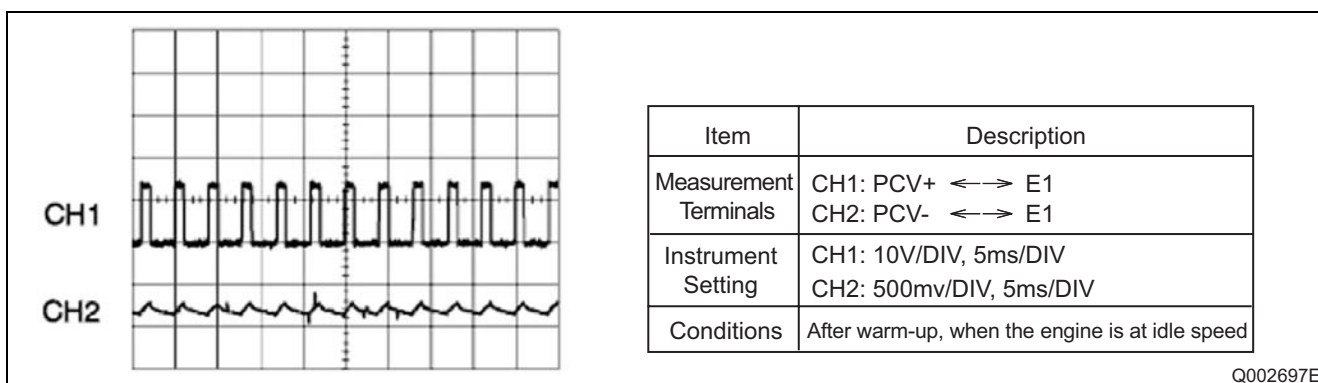 CH1
CH2
Item Description
Measurement Terminals CH1: PCV+ <--> E1
CH2: PCV- <--> E1
Instrument Setting CH1: 10V/DIV, 5ms/DIV
CH2: 500mv/DIV, 5ms/DIV
Conditions After warm-up, when the engine is at idle speed
Q002697E